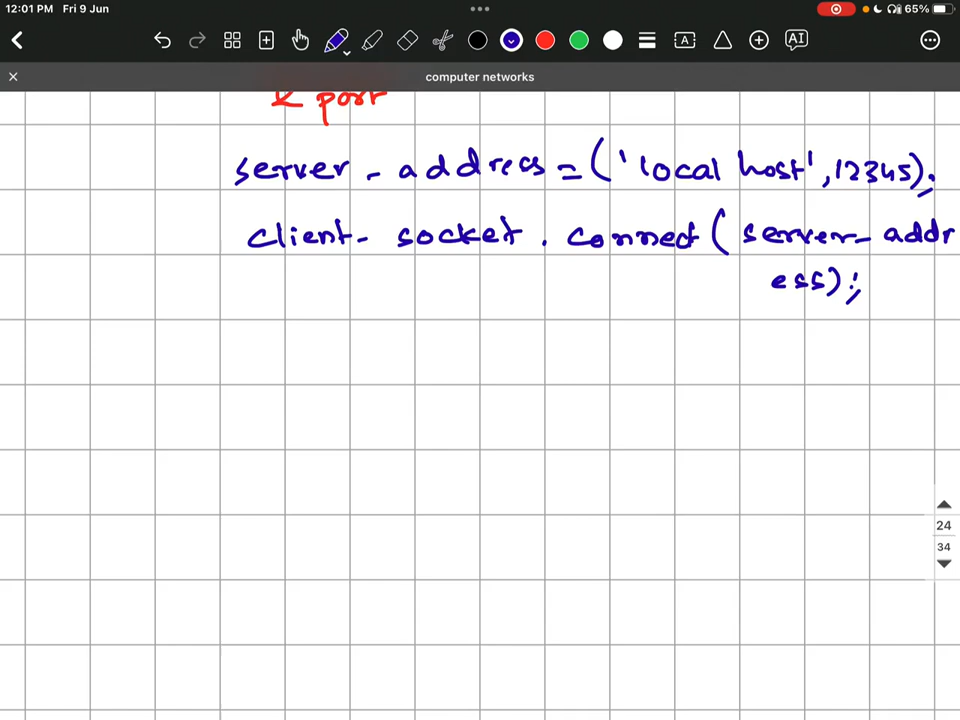 12:01 PM Fri 9 Jun 65%
AI
computer networks
& port
server_address=('local host',12345);
client_socket.connect(server_addr
ess);
24
34